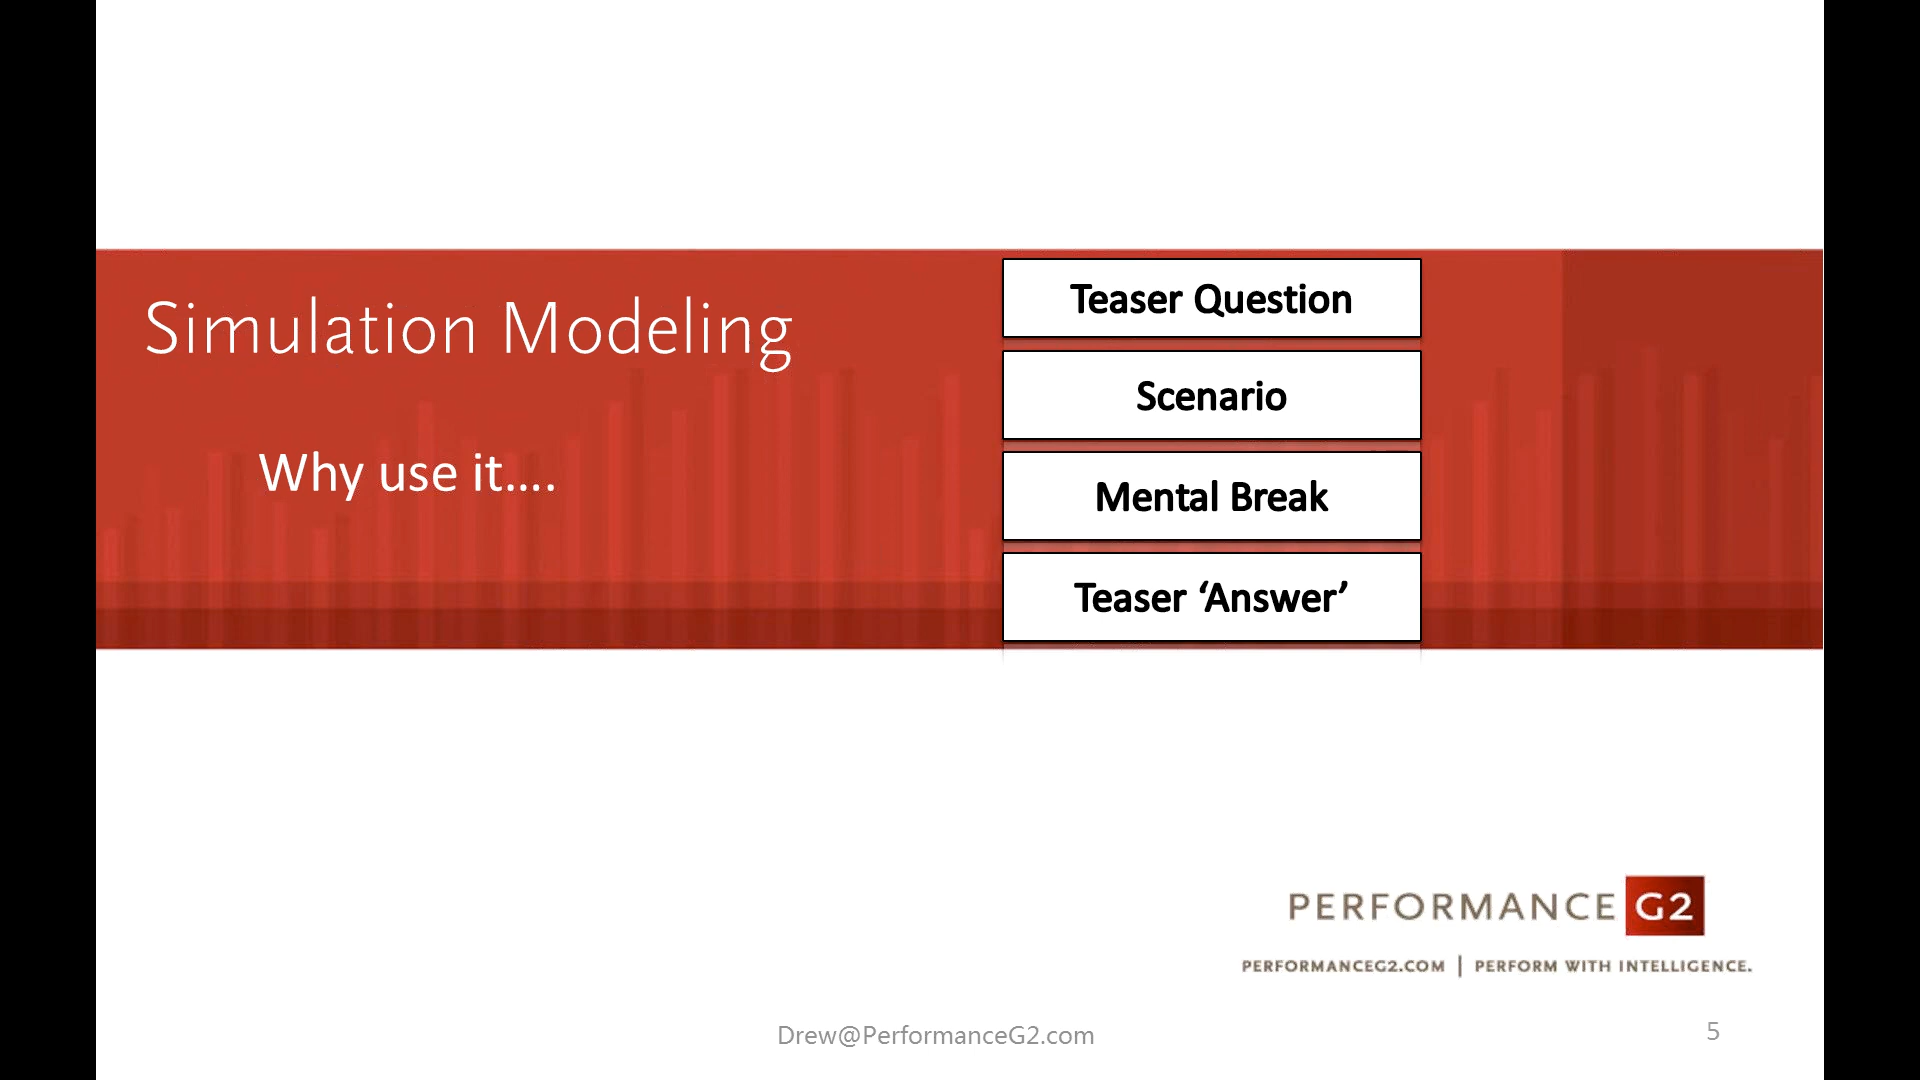 Simulation Modeling
Why use it....
Teaser Question
Scenario
Mental Break
Teaser ‘Answer’
PERFORMANCE G2
PERFORMANCEG2.COM | PERFORM WITH INTELLIGENCE.
Drew@PerformanceG2.com
5